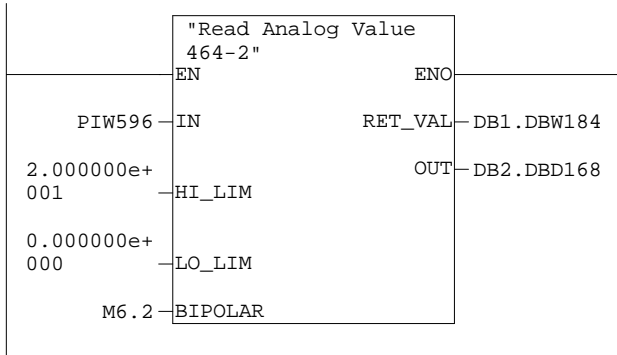 "Read Analog Value
464-2"
EN ENO
PIW596 IN RET_VAL DB1.DBW184
2.000000e+
001 HI_LIM OUT DB2.DBD168
0.000000e+
000 LO_LIM
M6.2 BIPOLAR